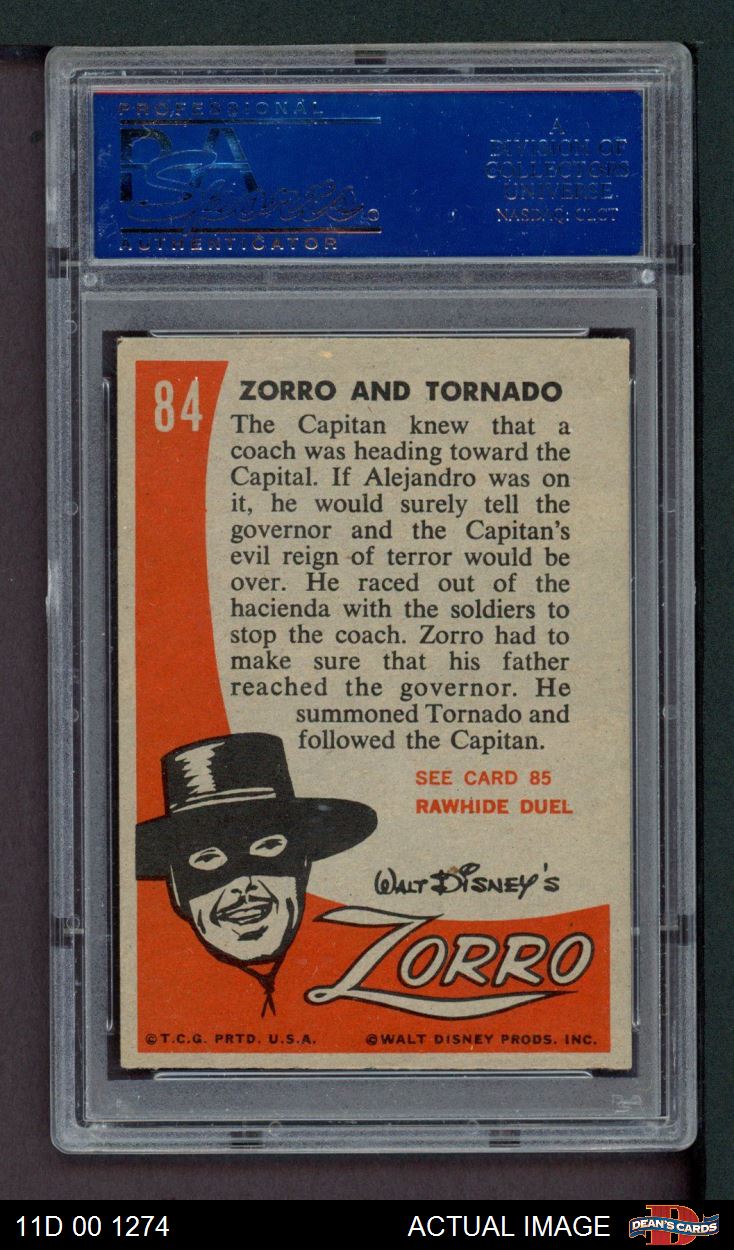 PROFESSIONAL
PSA
Sports
AUTHENTICATOR
A
DIVISION OF
COLLECTORS
UNIVERSE
NASDAQ: CLCT
84
ZORRO AND TORNADO
The Capitan knew that a
coach was heading toward the
Capital. If Alejandro was on
it, he would surely tell the
governor and the Capitan's
evil reign of terror would be
over. He raced out of the
hacienda with the soldiers to
stop the coach. Zorro had to
make sure that his father
reached the governor. He
summoned Tornado and
followed the Capitan.
SEE CARD 85
RAWHIDE DUEL
WALT DISNEY'S
ZORRO
©T.C.G. PRTD. U.S.A. ©WALT DISNEY PRODS. INC.
11D 00 1274 ACTUAL IMAGE DEAN'S CARDS